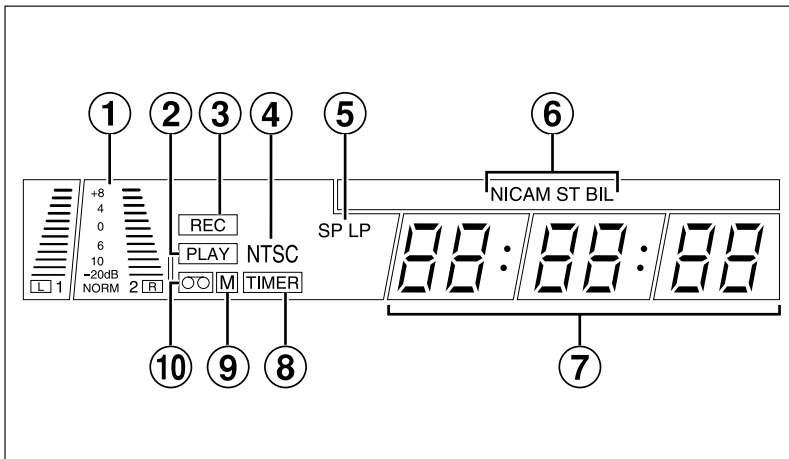 1 2 3 4 5 6
NICAM ST BIL
+8
4
0
6
10
-20dB
NORM
L 1
2 R
REC
PLAY
NTSC
SP LP
M
TIMER
88:88:88
10 9 8 7